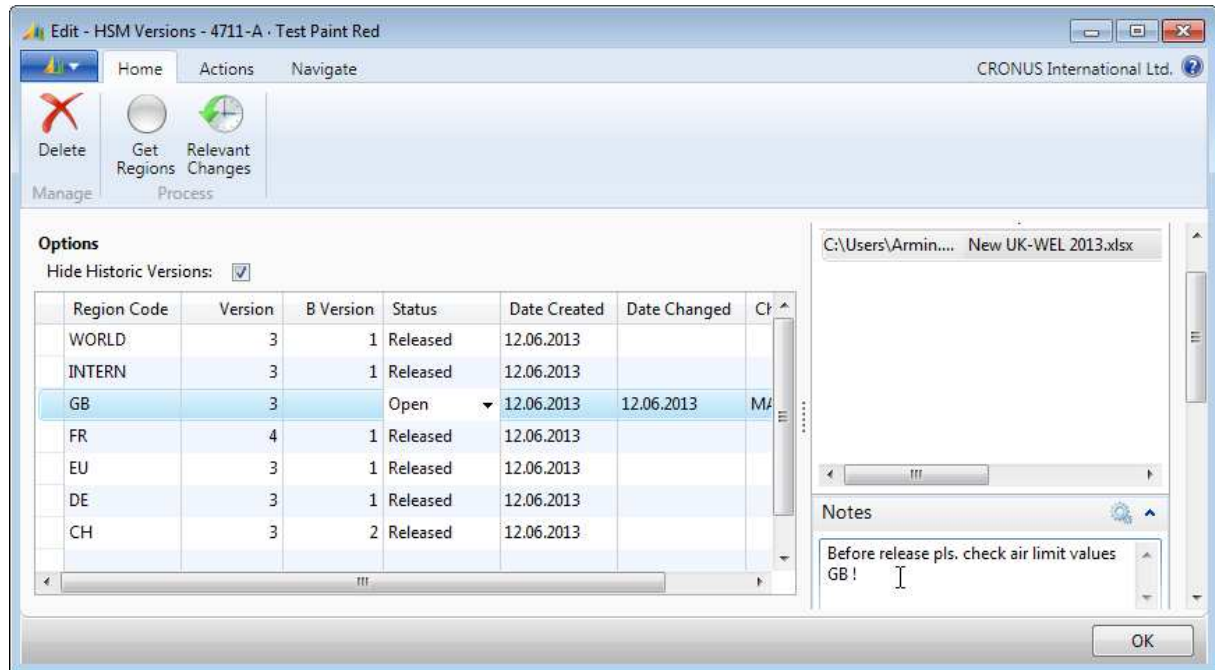 Edit - HSM Versions - 4711-A · Test Paint Red
Home Actions Navigate CRONUS International Ltd.
Delete Get Regions Relevant Changes
Manage Process
Options
Hide Historic Versions:
Region Code Version B Version Status Date Created Date Changed
WORLD 3 1 Released 12.06.2013
INTERN 3 1 Released 12.06.2013
GB 3 Open 12.06.2013 12.06.2013
FR 4 1 Released 12.06.2013
EU 3 1 Released 12.06.2013
DE 3 1 Released 12.06.2013
CH 3 2 Released 12.06.2013
C:\Users\Armin.... New UK-WEL 2013.xlsx
Notes
Before release pls. check air limit values
GB !
OK